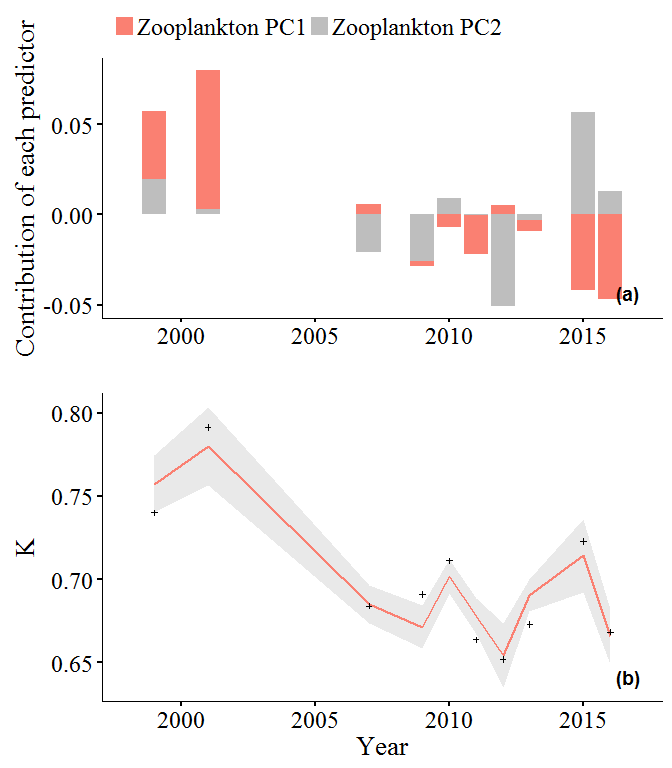 Zooplankton PC1 Zooplankton PC2
Contribution of each predictor
0.05
0.00
-0.05
(a)
2000 2005 2010 2015
K
0.80
0.75
0.70
0.65
(b)
2000 2005 2010 2015
Year